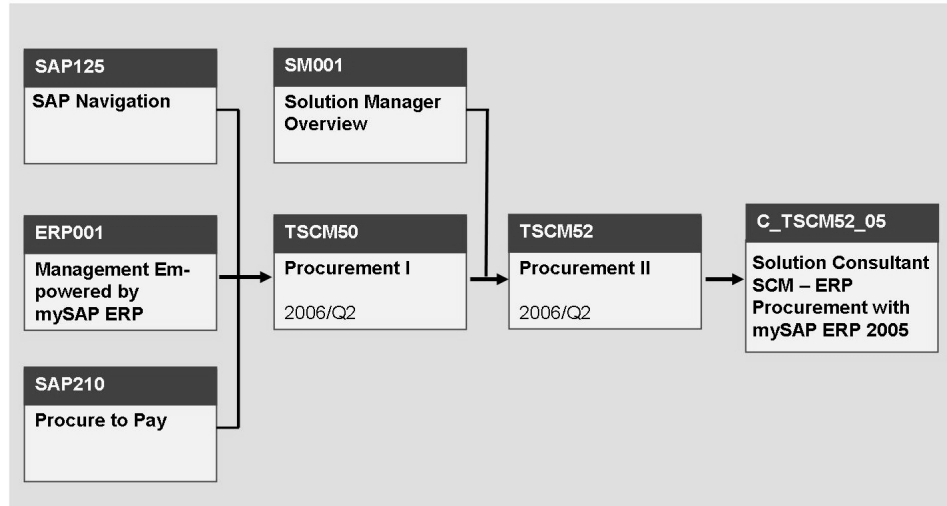 SAP125
SAP Navigation
SM001
Solution Manager
Overview
ERP001
Management Em-
powered by
mySAP ERP
TSCM50
Procurement I
2006/Q2
TSCM52
Procurement II
2006/Q2
C_TSCM52_05
Solution Consultant
SCM – ERP
Procurement with
mySAP ERP 2005
SAP210
Procure to Pay